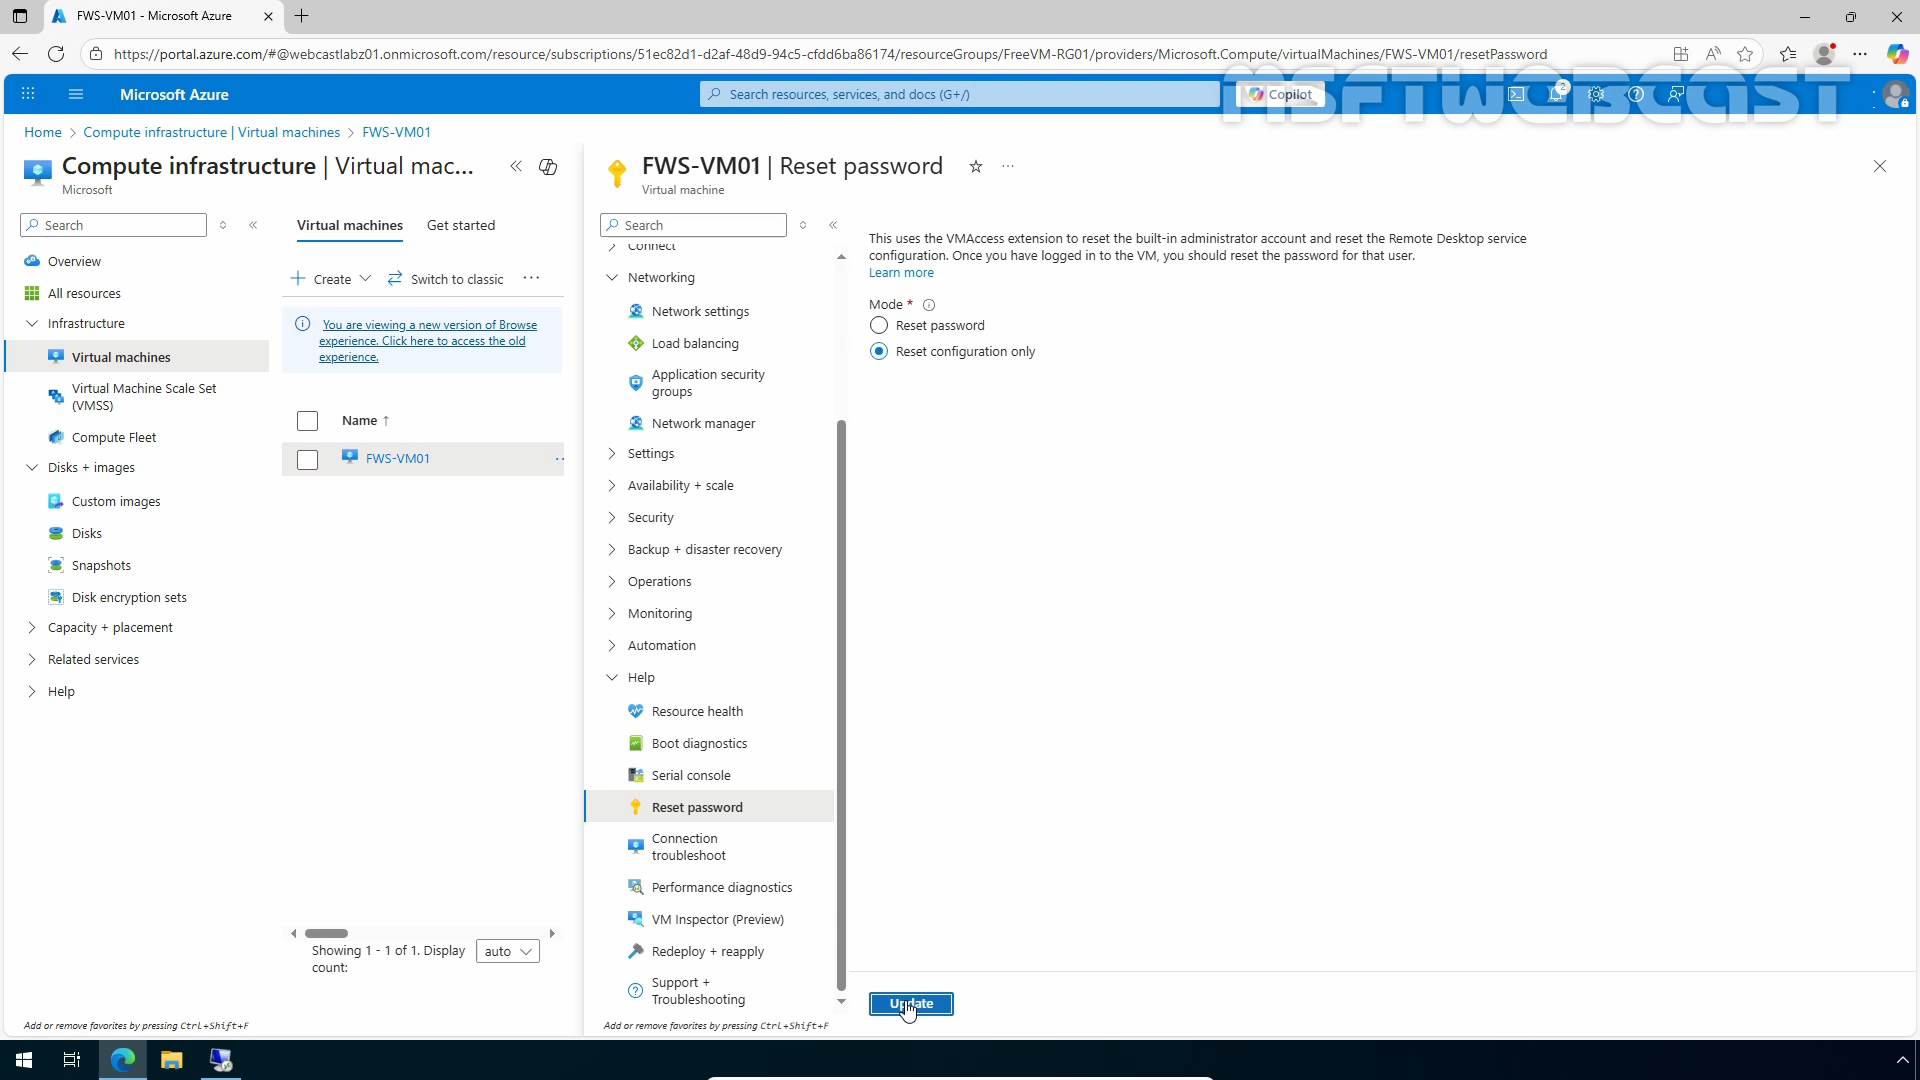 FWS-VM01 - Microsoft Azure
https://portal.azure.com/#@webcastlabz01.onmicrosoft.com/resource/subscriptions/51ec82d1-d2af-48d9-94c5-cfdd6ba86174/resourceGroups/FreeVM-RG01/providers/Microsoft.Compute/virtualMachines/FWS-VM01/resetPassword
MSFTWEBCAST
Microsoft Azure
Search resources, services, and docs (G+/)
Copilot
2
Home > Compute infrastructure | Virtual machines > FWS-VM01
Compute infrastructure | Virtual mac...
Microsoft
Search
Overview
All resources
Infrastructure
Virtual machines
Virtual Machine Scale Set
(VMSS)
Compute Fleet
Disks + images
Custom images
Disks
Snapshots
Disk encryption sets
Capacity + placement
Related services
Help
Add or remove favorites by pressing Ctrl+Shift+F
Virtual machines
Get started
Create
Switch to classic
You are viewing a new version of Browse
experience. Click here to access the old
experience.
Name ↑
FWS-VM01
Showing 1 - 1 of 1. Display
count:
auto
FWS-VM01 | Reset password
Virtual machine
Search
Connect
Networking
Network settings
Load balancing
Application security
groups
Network manager
Settings
Availability + scale
Security
Backup + disaster recovery
Operations
Monitoring
Automation
Help
Resource health
Boot diagnostics
Serial console
Reset password
Connection
troubleshoot
Performance diagnostics
VM Inspector (Preview)
Redeploy + reapply
Support +
Troubleshooting
Add or remove favorites by pressing Ctrl+Shift+F
This uses the VMAccess extension to reset the built-in administrator account and reset the Remote Desktop service
configuration. Once you have logged in to the VM, you should reset the password for that user.
Learn more
Mode *
Reset password
Reset configuration only
Update